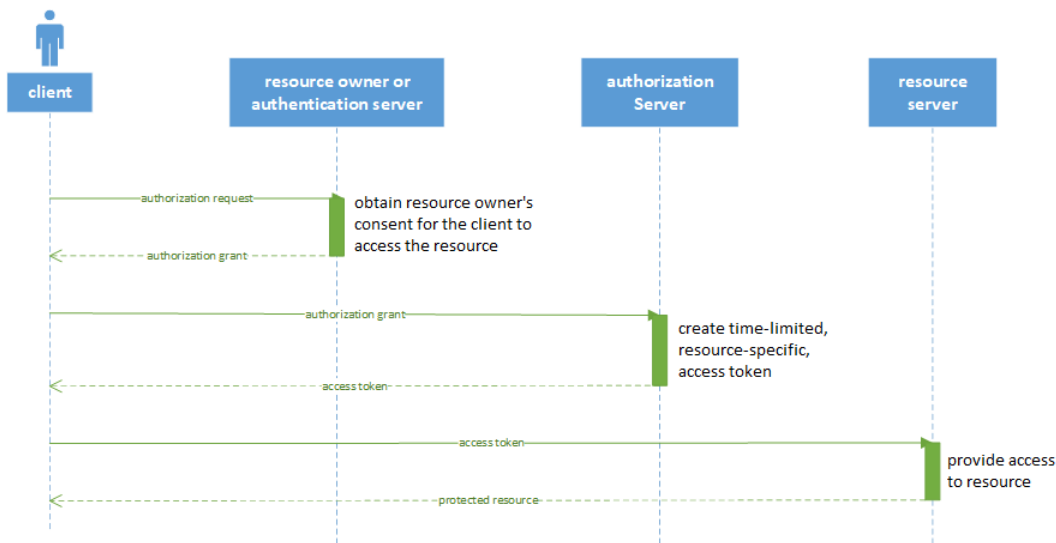 client
resource owner or
authentication server
authorization
Server
resource
server
authorization request
obtain resource owner's
consent for the client to
access the resource
authorization grant
authorization grant
create time-limited,
resource-specific,
access token
access token
access token
provide access
to resource
protected resource